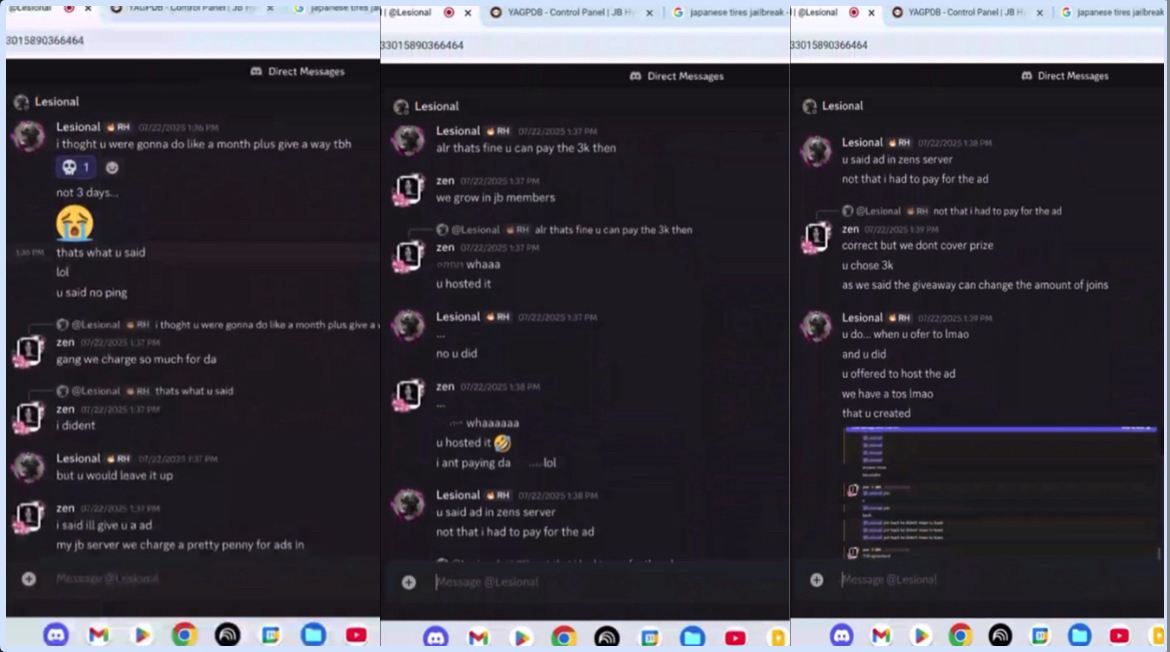 @Lesional
YAGPDB - Control Panel | JB H
japanese tires
33015890366464
Direct Messages
Lesional
Lesional RH 07/22/2025 1:36 PM
i thoght u were gonna do like a month plus give a way tbh
1
not 3 days...
1:36 PM thats what u said
lol
u said no ping
@Lesional RH i thoght u were gonna do like a month plus give a
zen 07/22/2025 1:37 PM
gang we charge so much for da
@Lesional RH thats what u said
zen 07/22/2025 1:37 PM
i dident
Lesional RH 07/22/2025 1:37 PM
but u would leave it up
zen 07/22/2025 1:37 PM
i said ill give u a ad
my jb server we charge a pretty penny for ads in
Message @Lesional
| @Lesional
YAGPDB - Control Panel | JB H
japanese tires jailbreak
33015890366464
Direct Messages
Lesional
Lesional RH 07/22/2025 1:37 PM
alr thats fine u can pay the 3k then
zen 07/22/2025 1:37 PM
we grow in jb members
@Lesional RH alr thats fine u can pay the 3k then
zen 07/22/2025 1:37 PM
whaaa
u hosted it
Lesional RH 07/22/2025 1:37 PM
...
no u did
zen 07/22/2025 1:38 PM
...
whaaaaaa
u hosted it
i ant paying da lol
Lesional RH 07/22/2025 1:38 PM
u said ad in zens server
not that i had to pay for the ad
Message @Lesional
| @Lesional
YAGPDB - Control Panel | JB H
japanese tires jailbreak
33015890366464
Direct Messages
Lesional
Lesional RH 07/22/2025 1:38 PM
u said ad in zens server
not that i had to pay for the ad
@Lesional RH not that i had to pay for the ad
zen 07/22/2025 1:39 PM
correct but we dont cover prize
u chose 3k
as we said the giveaway can change the amount of joins
Lesional RH 07/22/2025 1:39 PM
u do... when u ofer to lmao
and u did
u offered to host the ad
we have a tos lmao
that u created
Message @Lesional